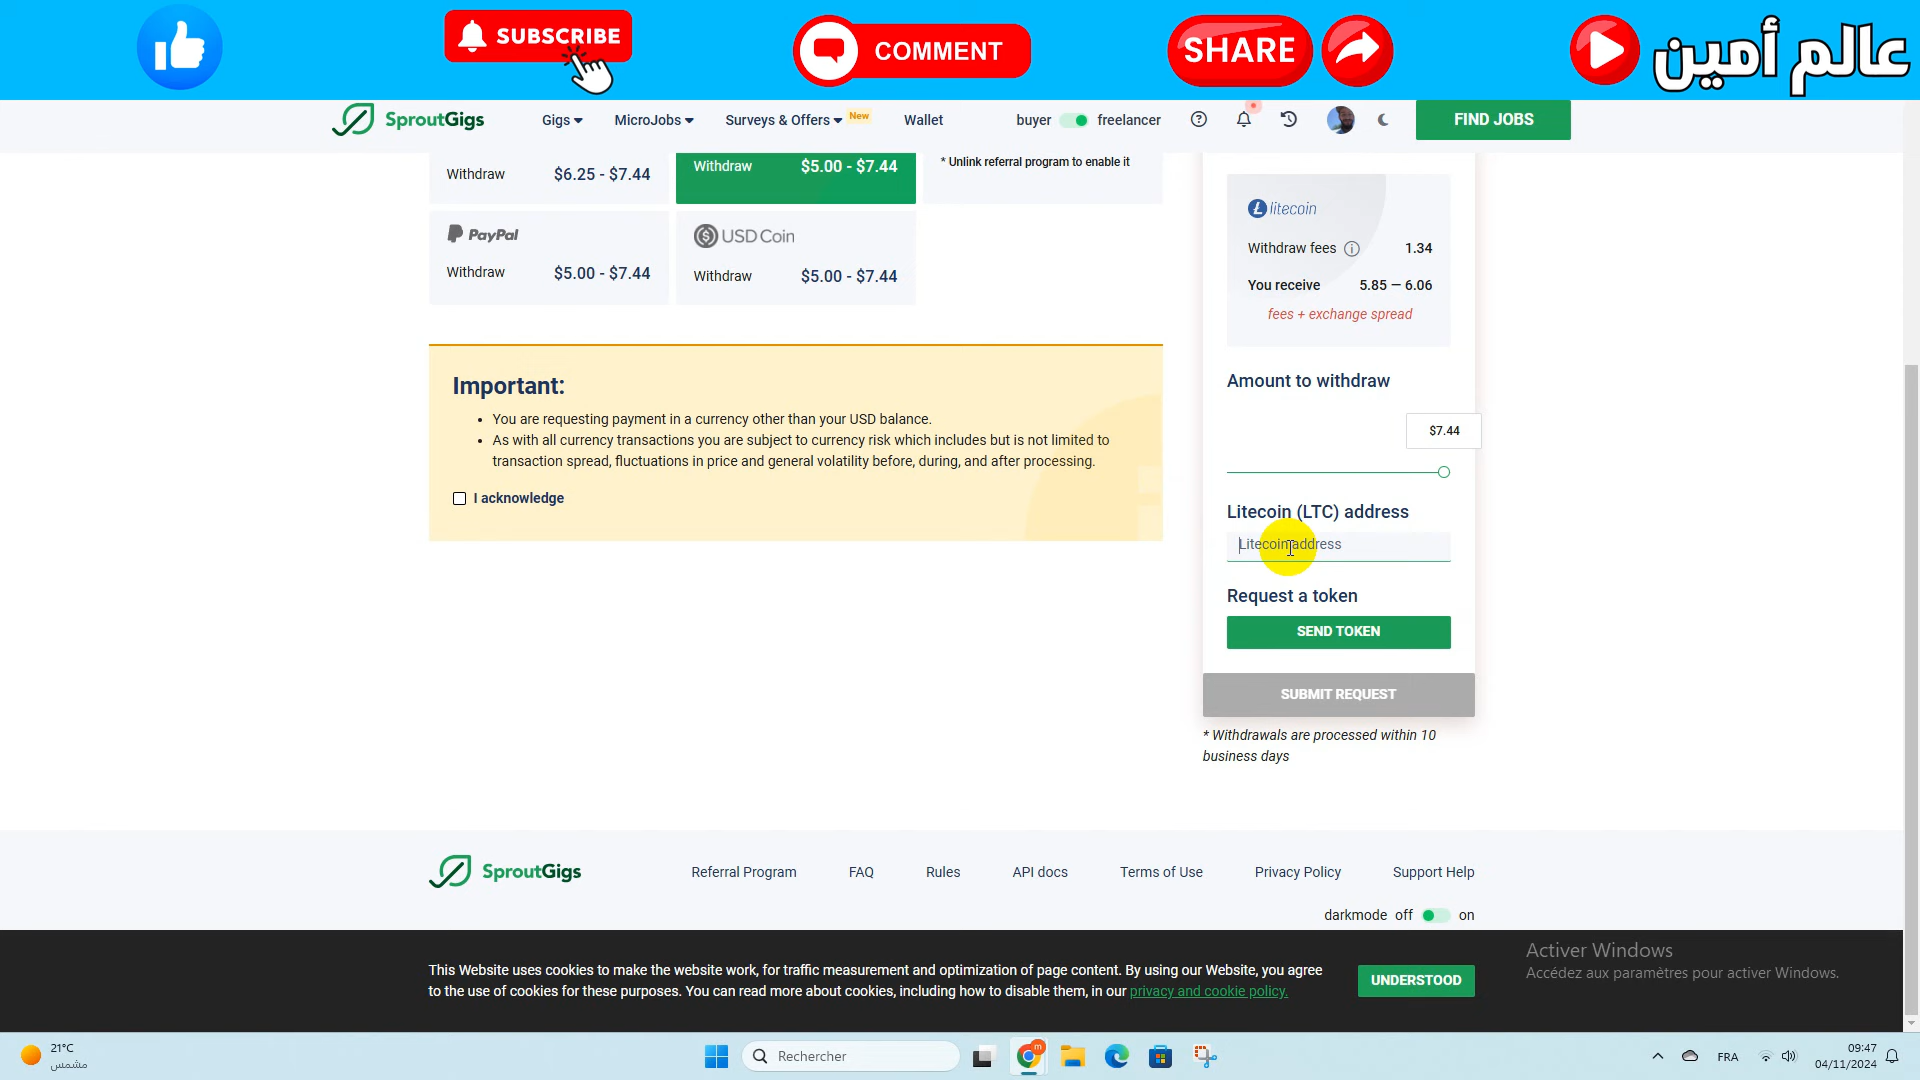 SUBSCRIBE
COMMENT
SHARE
عالم أمين
SproutGigs
Gigs
MicroJobs
Surveys & Offers
New
Wallet
buyer
freelancer
FIND JOBS
Withdraw
$6.25 - $7.44
Withdraw
$5.00 - $7.44
* Unlink referral program to enable it
PayPal
Withdraw
$5.00 - $7.44
USD Coin
Withdraw
$5.00 - $7.44
Important:
• You are requesting payment in a currency other than your USD balance.
• As with all currency transactions you are subject to currency risk which includes but is not limited to
transaction spread, fluctuations in price and general volatility before, during, and after processing.
I acknowledge
litecoin
Withdraw fees
1.34
You receive
5.85 — 6.06
fees + exchange spread
Amount to withdraw
$7.44
Litecoin (LTC) address
Litecoin address
Request a token
SEND TOKEN
SUBMIT REQUEST
* Withdrawals are processed within 10
business days
SproutGigs
Referral Program
FAQ
Rules
API docs
Terms of Use
Privacy Policy
Support Help
darkmode off on
This Website uses cookies to make the website work, for traffic measurement and optimization of page content. By using our Website, you agree
to the use of cookies for these purposes. You can read more about cookies, including how to disable them, in our privacy and cookie policy.
UNDERSTOOD
Activer Windows
Accédez aux paramètres pour activer Windows.
21°C
مشمس
Rechercher
FRA
09:47
04/11/2024